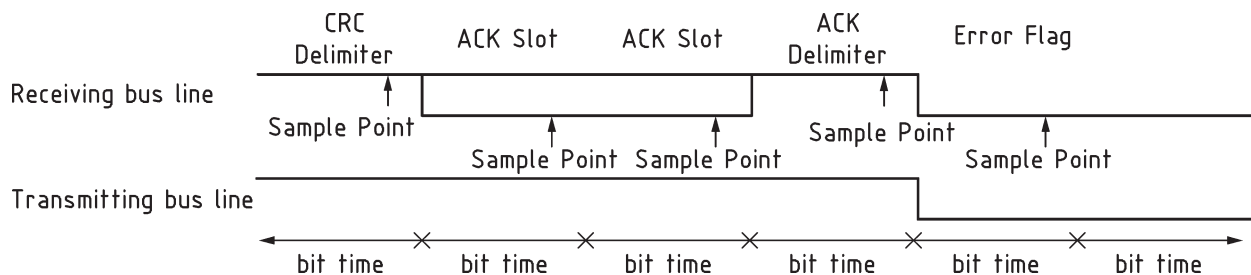 CRC
Delimiter
ACK Slot
ACK Slot
ACK
Delimiter
Error Flag
Receiving bus line
Sample Point
Sample Point
Sample Point
Sample Point
Sample Point
Transmitting bus line
bit time
bit time
bit time
bit time
bit time
bit time